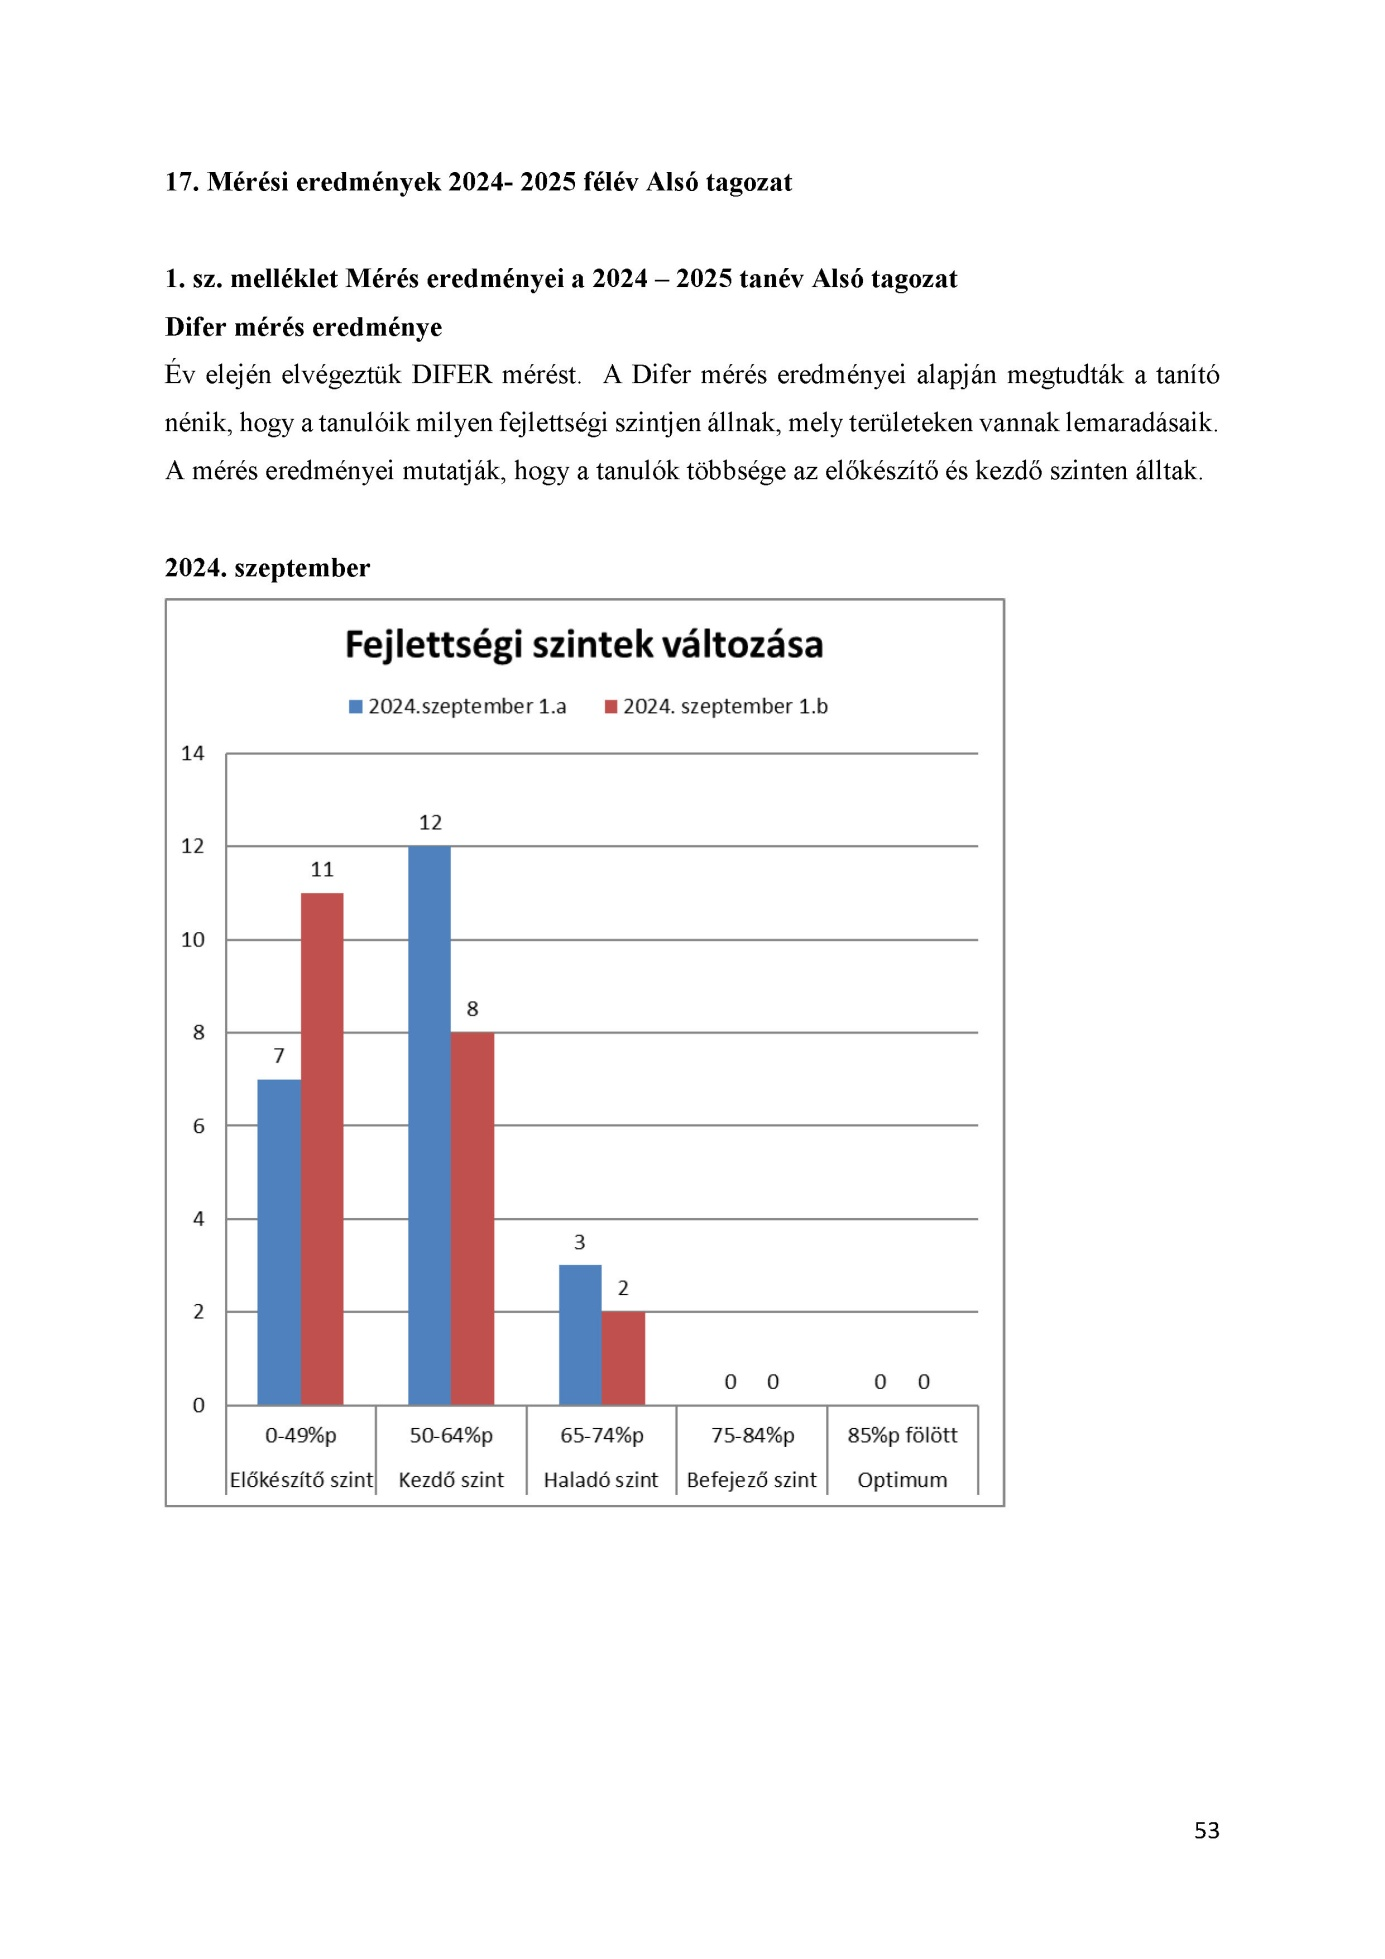 17. Mérési eredmények 2024- 2025 félév Alsó tagozat
1. sz. melléklet Mérés eredményei a 2024 – 2025 tanév Alsó tagozat
Difer mérés eredménye
Év elején elvégeztük DIFER mérést. A Difer mérés eredményei alapján megtudták a tanító
nénik, hogy a tanulóik milyen fejlettségi szintjen állnak, mely területeken vannak lemaradásaik.
A mérés eredményei mutatják, hogy a tanulók többsége az előkészítő és kezdő szinten álltak.
2024. szeptember
Fejlettségi szintek változása
2024.szeptember 1.a 2024. szeptember 1.b
14
12
12
11
10
8
8
7
6
4
3
2
2
0 0 0 0
0
0-49%p 50-64%p 65-74%p 75-84%p 85%p fölött
Előkészítő szint Kezdő szint Haladó szint Befejező szint Optimum
53